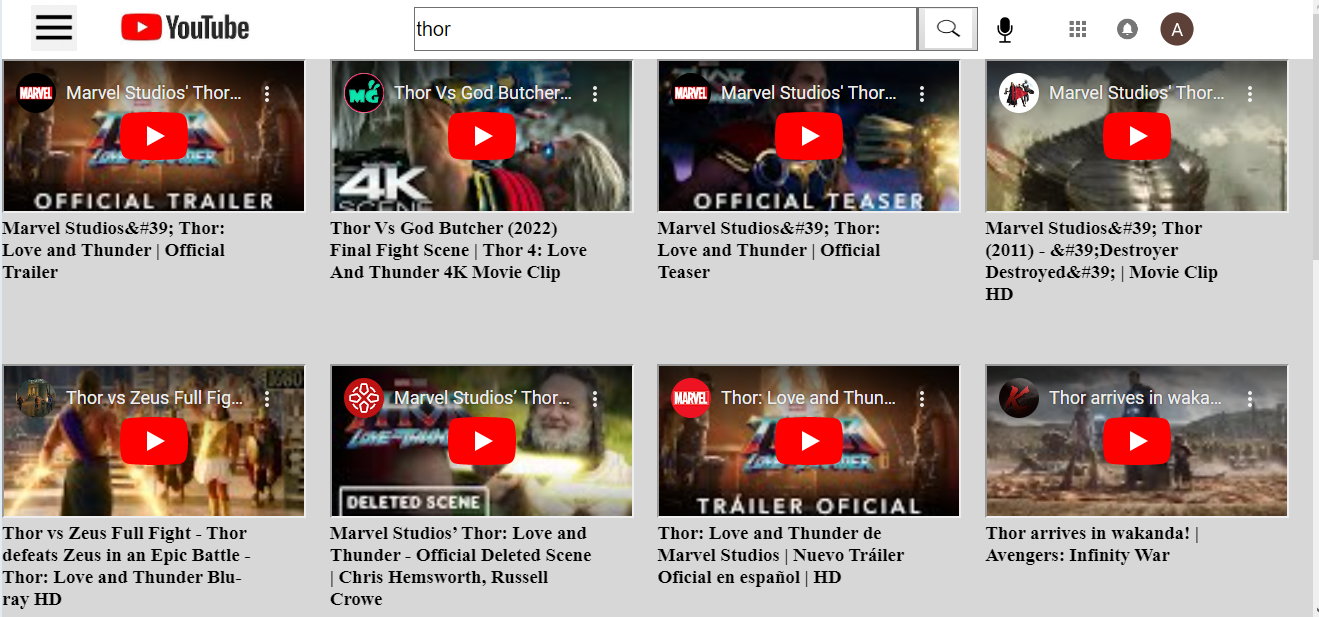 YouTube
thor
A
MARVEL Marvel Studios' Thor...
OFFICIAL TRAILER
MG Thor Vs God Butcher...
4K
SCENE
MARVEL Marvel Studios' Thor...
OFFICIAL TEASER
Marvel Studios' Thor...
Marvel Studios&#39; Thor:
Love and Thunder | Official
Trailer
Thor Vs God Butcher (2022)
Final Fight Scene | Thor 4: Love
And Thunder 4K Movie Clip
Marvel Studios&#39; Thor:
Love and Thunder | Official
Teaser
Marvel Studios&#39; Thor
(2011) - &#39;Destroyer
Destroyed&#39; | Movie Clip
HD
Thor vs Zeus Full Fig...
Marvel Studios’ Thor...
DELETED SCENE
MARVEL Thor: Love and Thun...
TRÁILER OFICIAL
Thor arrives in waka...
Thor vs Zeus Full Fight - Thor
defeats Zeus in an Epic Battle -
Thor: Love and Thunder Blu-
ray HD
Marvel Studios’ Thor: Love and
Thunder - Official Deleted Scene
| Chris Hemsworth, Russell
Crowe
Thor: Love and Thunder de
Marvel Studios | Nuevo Tráiler
Oficial en español | HD
Thor arrives in wakanda! |
Avengers: Infinity War